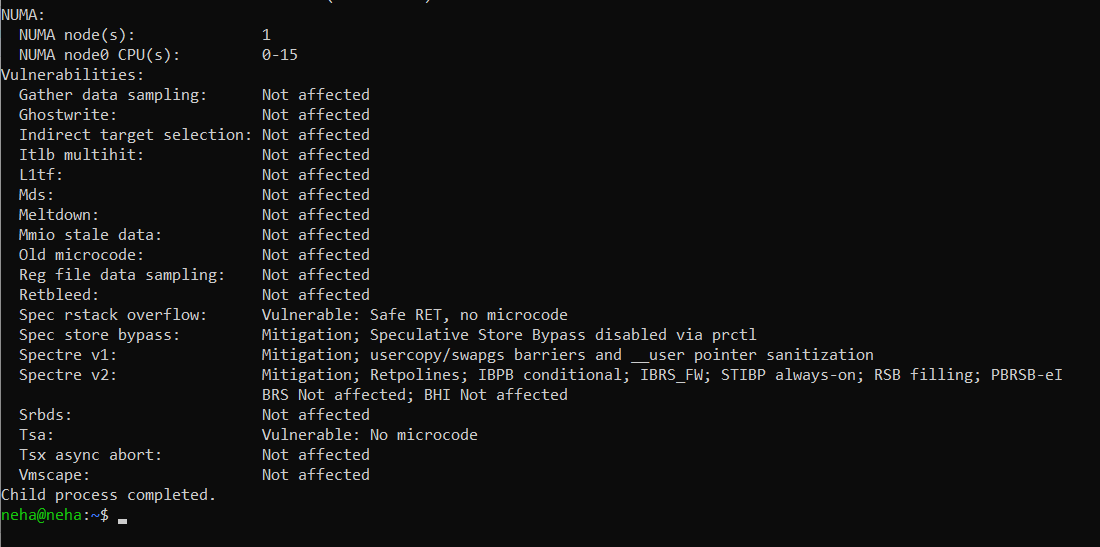 NUMA:
NUMA node(s): 1
NUMA node0 CPU(s): 0-15
Vulnerabilities:
Gather data sampling: Not affected
Ghostwrite: Not affected
Indirect target selection: Not affected
Itlb multihit: Not affected
L1tf: Not affected
Mds: Not affected
Meltdown: Not affected
Mmio stale data: Not affected
Old microcode: Not affected
Reg file data sampling: Not affected
Retbleed: Not affected
Spec rstack overflow: Vulnerable: Safe RET, no microcode
Spec store bypass: Mitigation; Speculative Store Bypass disabled via prctl
Spectre v1: Mitigation; usercopy/swapgs barriers and __user pointer sanitization
Spectre v2: Mitigation; Retpolines; IBPB conditional; IBRS_FW; STIBP always-on; RSB filling; PBRSB-eI
BRS Not affected; BHI Not affected
Srbds: Not affected
Tsa: Vulnerable: No microcode
Tsx async abort: Not affected
Vmscape: Not affected
Child process completed.
neha@neha:~$